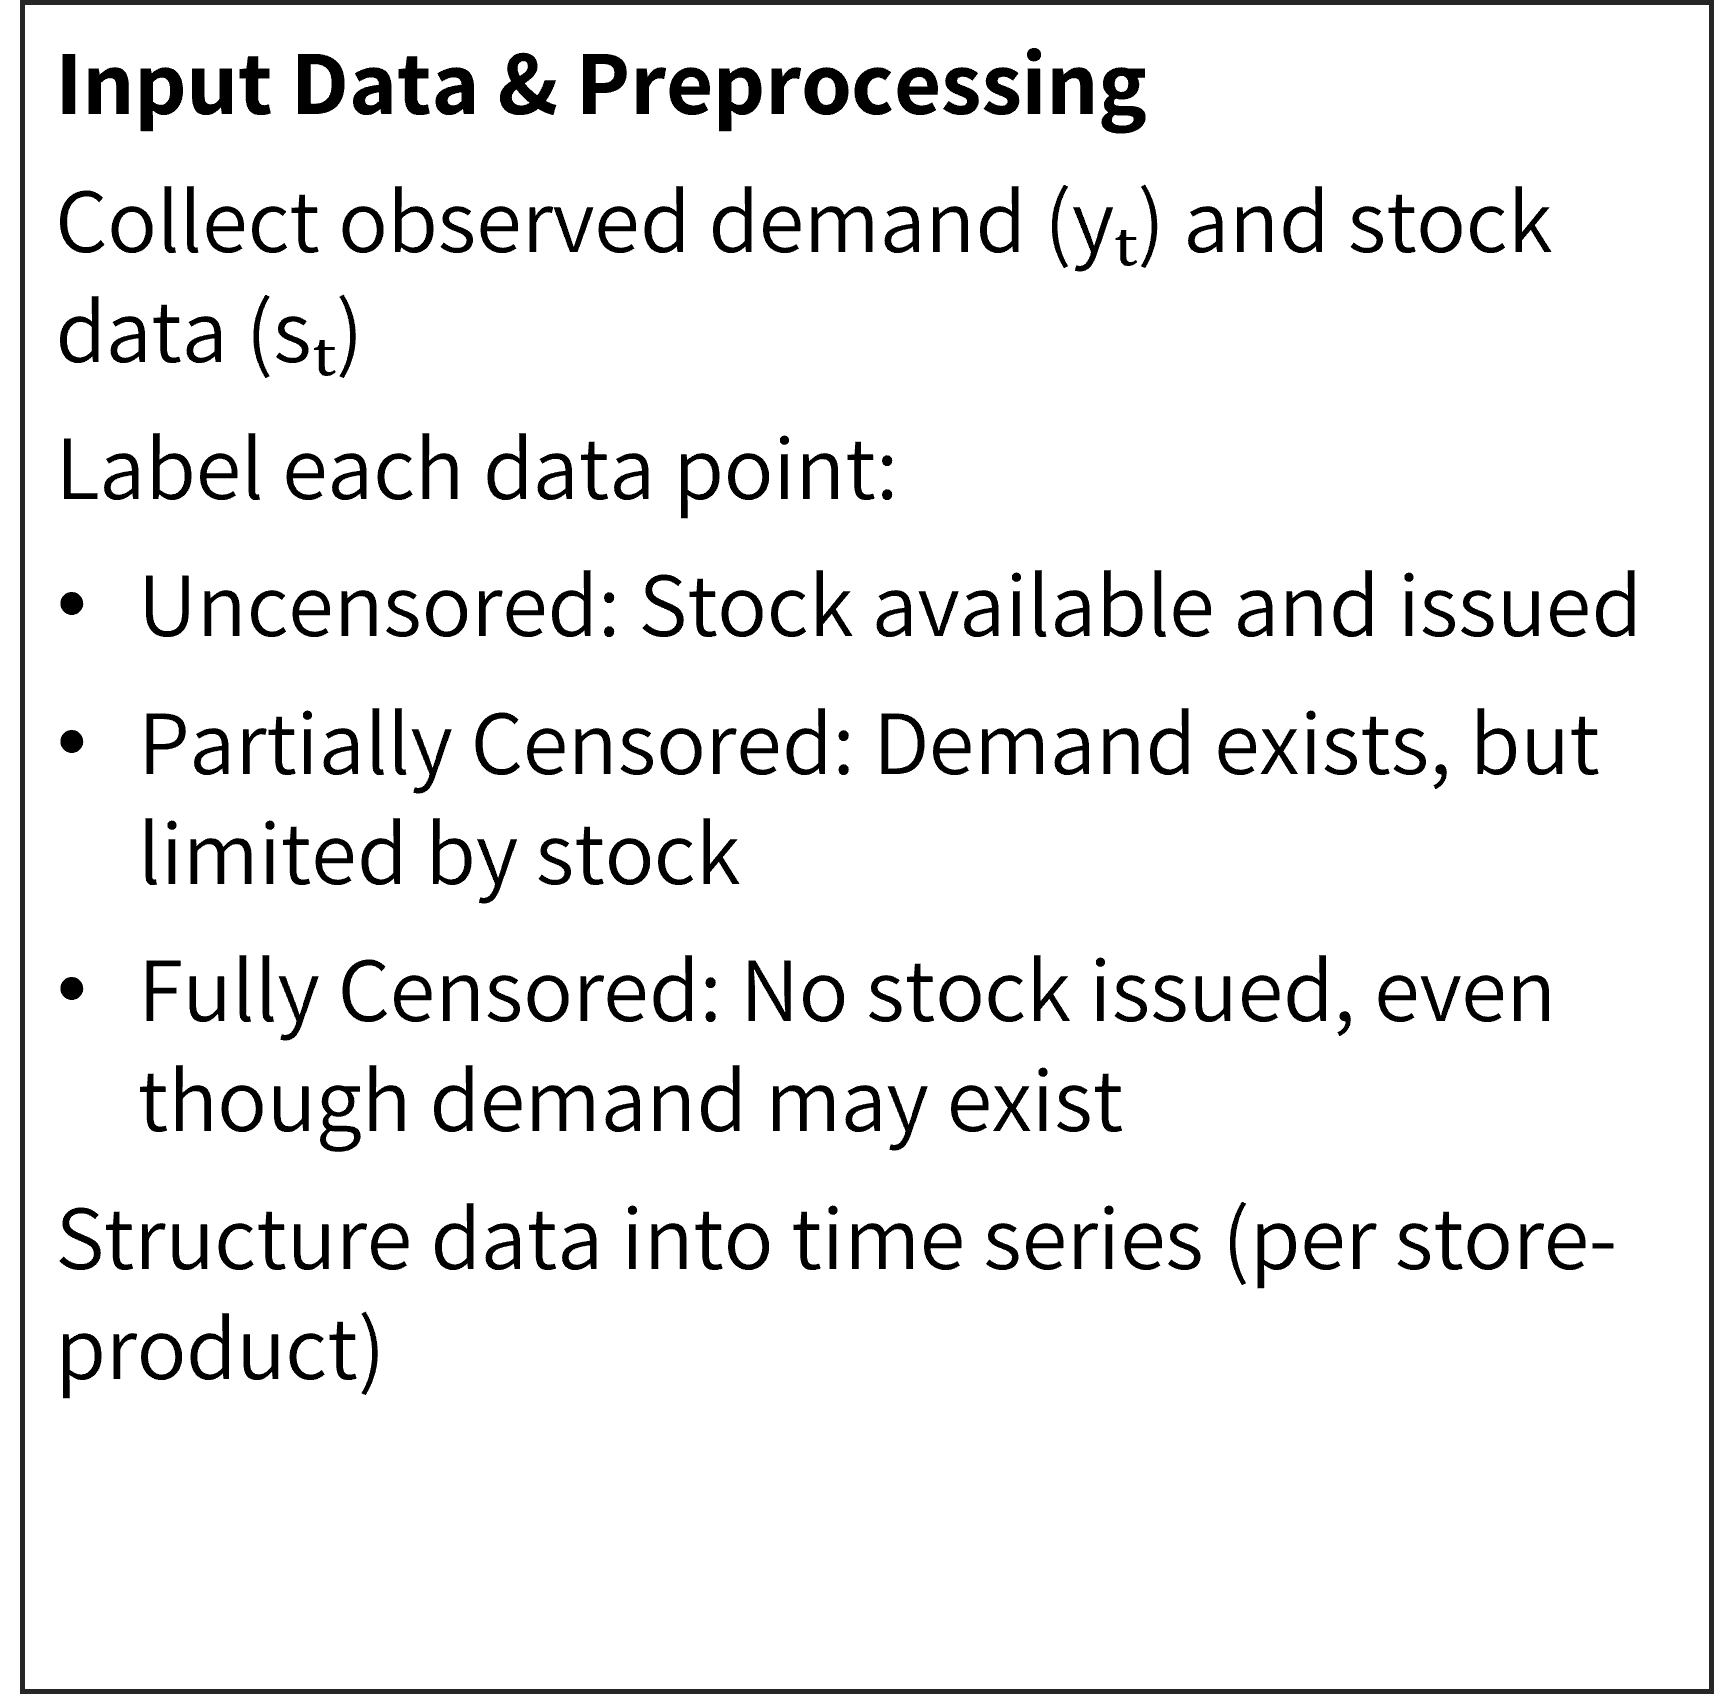 Input Data & Preprocessing
Collect observed demand (yₜ) and stock
data (sₜ)
Label each data point:
• Uncensored: Stock available and issued
• Partially Censored: Demand exists, but
limited by stock
• Fully Censored: No stock issued, even
though demand may exist
Structure data into time series (per store-
product)